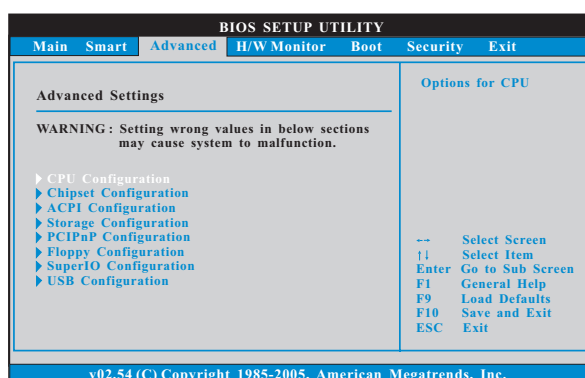 BIOS SETUP UTILITY
Main Smart Advanced H/W Monitor Boot Security Exit
Advanced Settings
WARNING : Setting wrong values in below sections
may cause system to malfunction.
CPU Configuration
Chipset Configuration
ACPI Configuration
Storage Configuration
PCIPnP Configuration
Floppy Configuration
SuperIO Configuration
USB Configuration
Options for CPU
←→ Select Screen
↑↓ Select Item
Enter Go to Sub Screen
F1 General Help
F9 Load Defaults
F10 Save and Exit
ESC Exit
v02.54 (C) Copyright 1985-2005, American Megatrends, Inc.